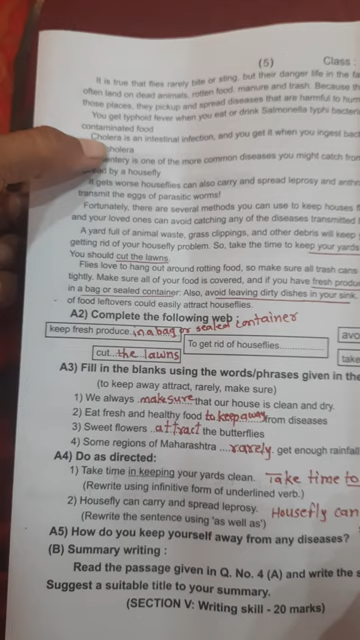 (5) Class :
It is true that flies rarely bite or sting, but their danger life in the
often land on dead animals, rotten food, manure and trash. Because
those places, they pickup and spread diseases that are harmful to
You get typhoid fever when you eat or drink Salmonella typhi
contaminated food
Cholera is an intestinal infection, and you get it when you ingest
cholera
entery is one of the more common diseases you might catch from
by a housefly
It gets worse houseflies can also carry and spread leprosy and
transmit the eggs of parasitic worms!
Fortunately, there are several methods you can use to keep houses
and your loved ones can avoid catching any of the diseases transmitted
A yard full of animal waste, grass clippings, and other debris will keep
getting rid of your housefly problem. So, take the time to keep your yards
You should cut the lawns.
Flies love to hang out around rotting food, so make sure all trash cans
tightly. Make sure all of your food is covered, and if you have fresh
in a bag or sealed container. Also, avoid leaving dirty dishes in your sink.
of food leftovers could easily attract houseflies.
A2) Complete the following web :
keep fresh produce in a bag or sealed container
To get rid of houseflies
cut...the lawns
A3) Fill in the blanks using the words/phrases given in the
(to keep away attract, rarely, make sure)
1) We always .make sure that our house is clean and dry.
2) Eat fresh and healthy food to keep away from diseases
3) Sweet flowers ..attract the butterflies
4) Some regions of Maharashtra ....rarely. get enough rainfall
A4) Do as directed:
1) Take time in keeping your yards clean. Take time to
(Rewrite using infinitive form of underlined verb.)
2) Housefly can carry and spread leprosy. Housefly can
(Rewrite the sentence using 'as well as')
A5) How do you keep yourself away from any diseases?
(B) Summary writing :
Read the passage given in Q. No. 4 (A) and write the
Suggest a suitable title to your summary.
(SECTION V: Writing skill - 20 marks)